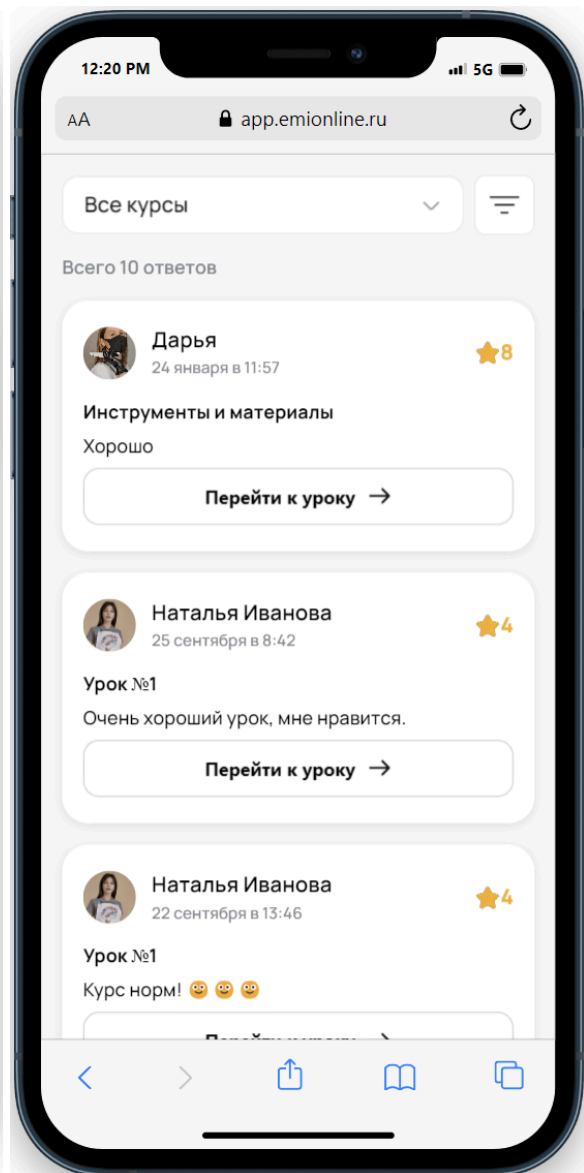 12:20 PM
5G
AA
app.emionline.ru
Все курсы
Всего 10 ответов
Дарья
8
24 января в 11:57
Инструменты и материалы
Хорошо
Перейти к уроку →
Наталья Иванова
4
25 сентября в 8:42
Урок №1
Очень хороший урок, мне нравится.
Перейти к уроку →
Наталья Иванова
4
22 сентября в 13:46
Урок №1
Курс норм!